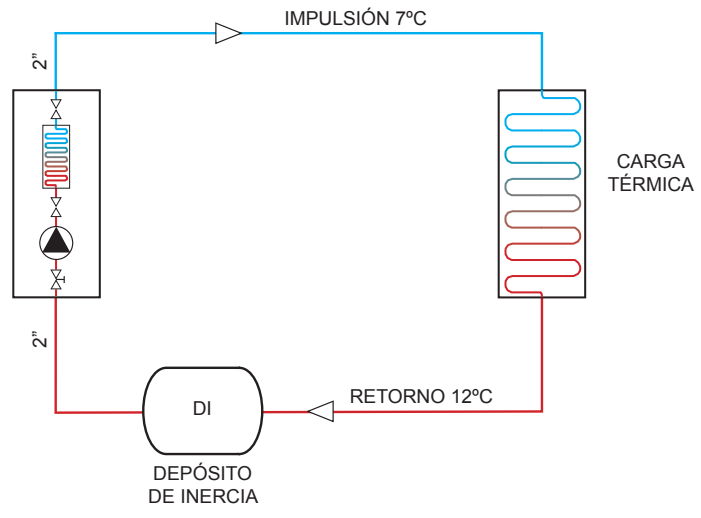 IMPULSIÓN 7ºC
2”
CARGA
TÉRMICA
2”
RETORNO 12ºC
DI
DEPÓSITO
DE INERCIA